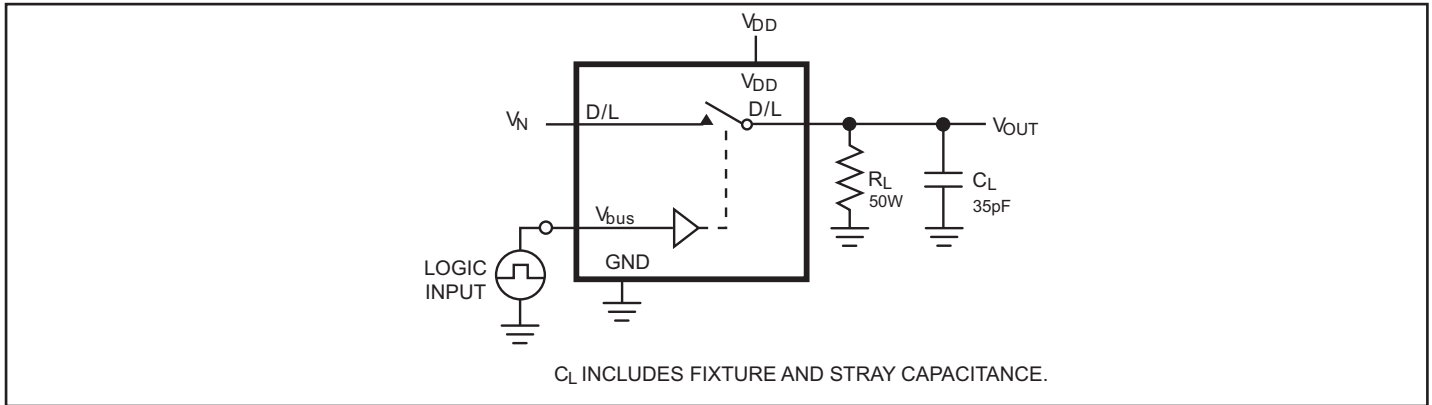 VDD
VDD
VN
D/L
D/L
VOUT
RL
50W
CL
35pF
Vbus
LOGIC
INPUT
GND
CL INCLUDES FIXTURE AND STRAY CAPACITANCE.